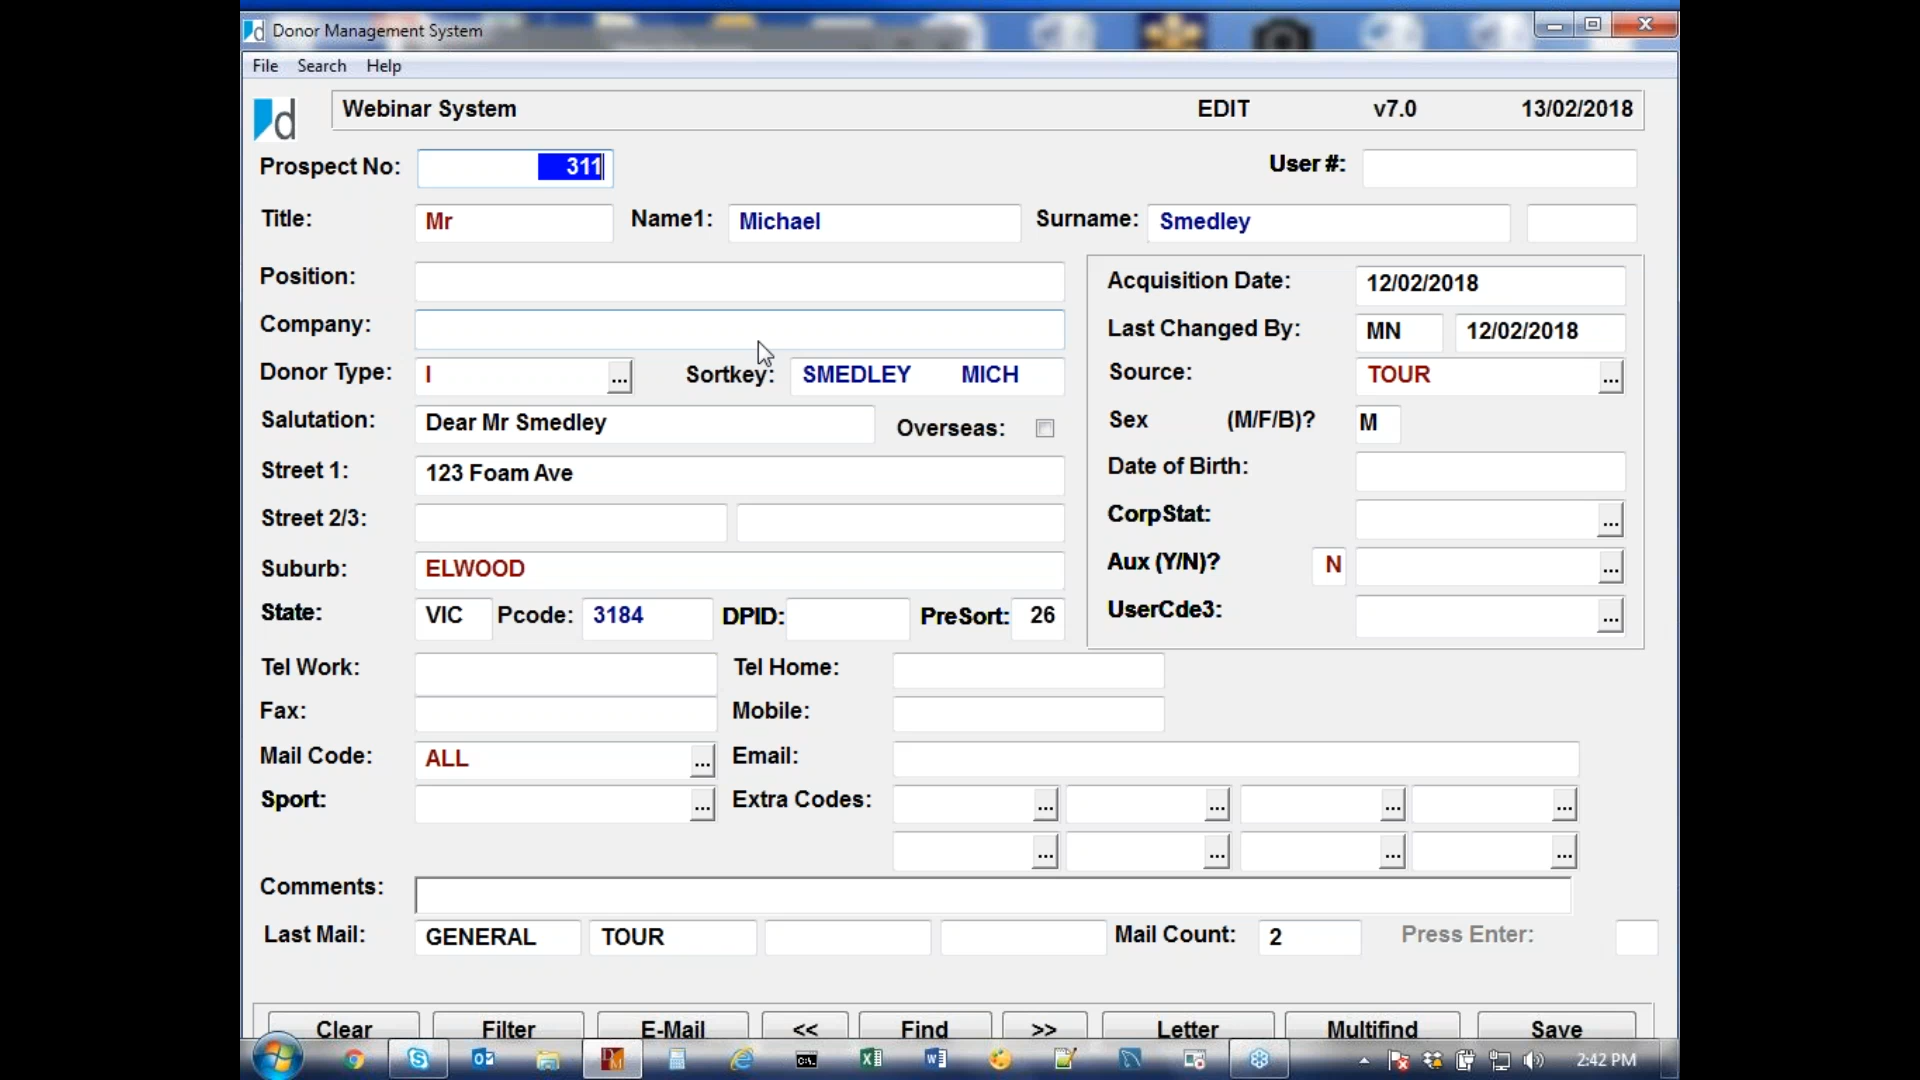 Donor Management System
File Search Help
d Webinar System EDIT v7.0 13/02/2018
Prospect No: 311 User #:
Title: Mr Name1: Michael Surname: Smedley
Position:
Acquisition Date: 12/02/2018
Company:
Last Changed By: MN 12/02/2018
Donor Type: I ... Sortkey: SMEDLEY MICH
Source: TOUR ...
Salutation: Dear Mr Smedley Overseas:
Sex (M/F/B)? M
Street 1: 123 Foam Ave
Date of Birth:
Street 2/3:
CorpStat: ...
Suburb: ELWOOD
Aux (Y/N)? N ...
State: VIC Pcode: 3184 DPID: PreSort: 26
UserCde3: ...
Tel Work: Tel Home:
Fax: Mobile:
Mail Code: ALL ... Email:
Sport: ... Extra Codes: ... ... ... ...
... ... ... ...
Comments:
Last Mail: GENERAL TOUR Mail Count: 2 Press Enter:
Clear Filter E-Mail << Find >> Letter Multifind Save
2:42 PM